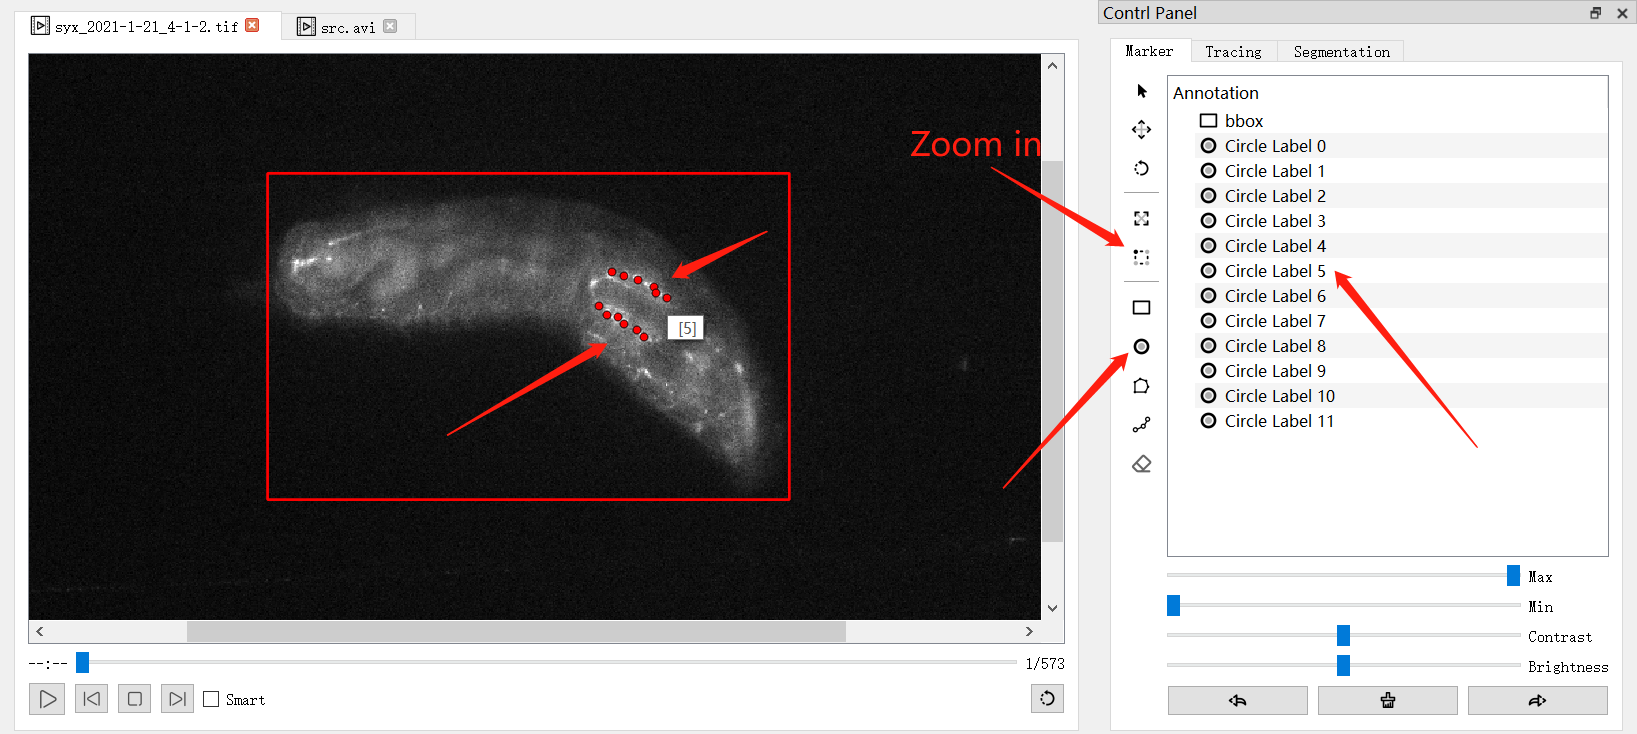 syx_2021-1-21_4-1-2.tif
src.avi
Contrl Panel
Marker
Tracing
Segmentation
Annotation
bbox
Circle Label 0
Circle Label 1
Circle Label 2
Circle Label 3
Circle Label 4
Circle Label 5
Circle Label 6
Circle Label 7
Circle Label 8
Circle Label 9
Circle Label 10
Circle Label 11
Zoom in
[5]
Max
Min
Contrast
Brightness
--:--
1/573
Smart